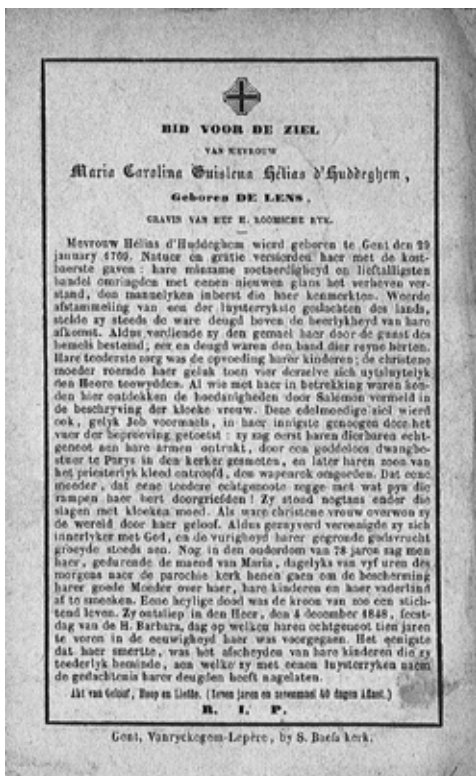 BID VOOR DE ZIEL
VAN MEVROUW
Maria Carolina Guislena Hélias d'Huddeghem,
Geboren DE LENS,
GRAVIN VAN HET H. ROOMSCHE RYK.
Mevrouw Hélias d'Huddeghem wierd geboren te Gent den 29
january 1769. Natuer en gratie versierden haer met de kost-
baerste gaven : hare minzame zoetaerdigheyd en lieftalligsten
handel omringden met eenen nieuwen glans het verheven ver-
stand, den mannelyken inborst die haer kenmerkten. Weerde
afstammeling van een der luysterrykste geslachten des lands,
stelde zy steeds de ware deugd boven de heerlykheyd van hare
afkomst. Aldus verdiende zy den gemael haer door de gunst des
hemels bestemd; eer en deugd waren den band dier reyne herten.
Hare teederste zorg was de opvoeding harer kinderen; de christene
moeder roemde haer geluk toen vier derzelve zich uytsluytelyk
den Heere toewydden. Al wie met haer in betrekking waren kon-
den hier ontdekken de hoedanigheden door Salomon vermeld in
de beschryving der kloeke vrouw. Deze edelmoedige ziel wierd
ook, gelyk Job voormaels, in haer innigste genoegen door het
vuer der beproeving getoetst : zy zag eerst haren dierbaren echt-
genoot aen hare armen ontrukt, door een goddeloos dwangbe-
stuer te Parys in den kerker gesmeten, en later haren zoon van
het priesterlyk kleed ontroofd, den wapenrok omgoeden. Dat eene
moeder, dat eene teedere echtgenoote zegge met wat pyn die
rampen haer hert doorgriefden! Zy stond nogtans onder die
slagen met kloeken moed. Als ware christene vrouw overwon zy
de wereld door haer geloof. Aldus gezuyverd vereenigde zy zich
innerlyker met God, en de vurigheyd harer gegronde godsvrucht
groeyde steeds aen. Nog in den ouderdom van 78 jaren zag men
haer, gedurende de maend van Maria, dagelyks van vyf uren des
morgens naer de parochie kerk henen gaen om de bescherming
harer goede Moeder over haer, hare kinderen en haer vaderland
af te smeeken. Eene heylige dood was de kroon van zoo een stich-
tend leven. Zy ontsliep in den Heer, den 4 december 1848, feest-
dag van de H. Barbara, dag op welken haren echtgenoot tien jaren
te voren in de eeuwigheyd haer was voorgegaen. Het eenigste
dat haer smertte, was het afscheyden van hare kinderen die zy
teederlyk beminde, aen welke zy met eenen luysterryken naem
de gedachtenis harer deugden heeft nagelaten.
Akt van Geloof, Hoop en Liefde. (Zeven jaren en zevenmael 40 dagen Aflaet.)
R. I. P.
Gent, Vanryckegem-Lepère, by S. Baefs kerk.